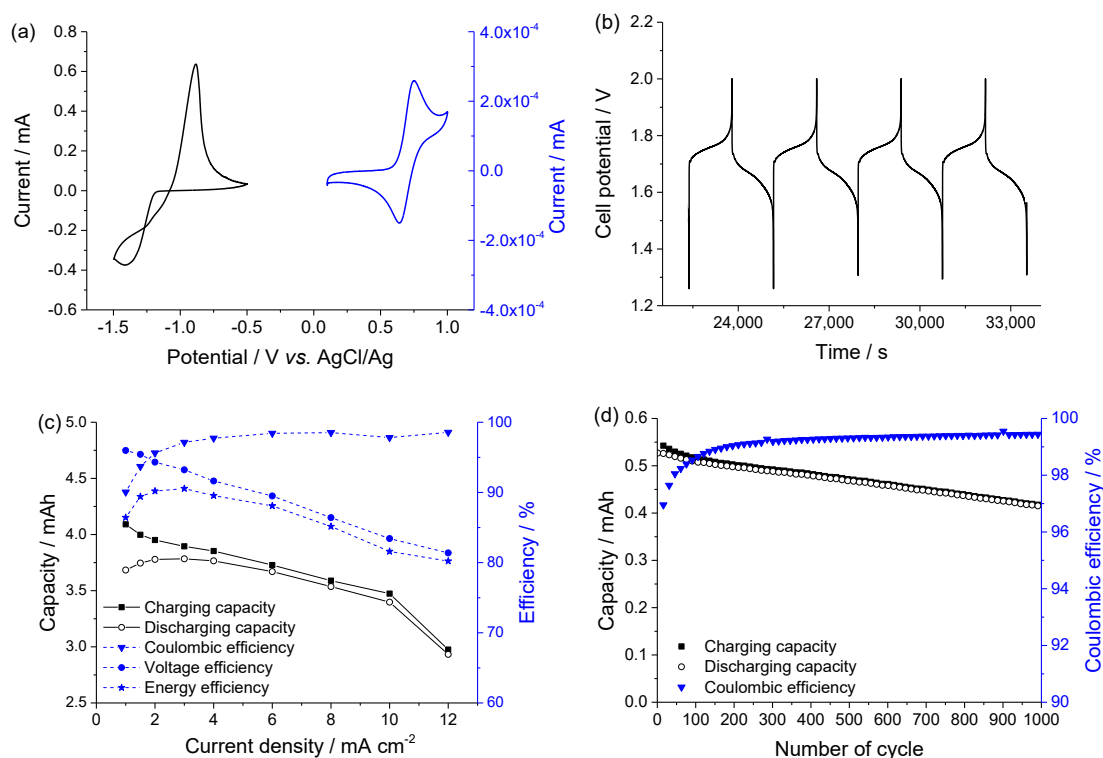 (a)
0.8
0.6
0.4
0.2
0.0
-0.2
-0.4
-0.6
Current / mA
4.0x10-4
2.0x10-4
0.0
-2.0x10-4
-4.0x10-4
Current / mA
-1.5
-1.0
0.0
0.5
1.0
Potential / V vs. AgCl/Ag
(b)
2.2
2.0
1.8
1.6
1.4
1.2
Cell potential / V
24,000
27,000
30,000
33,000
Time / s
(c)
5.0
4.5
4.0
3.5
3.0
2.5
Capacity / mAh
100
90
80
70
60
Efficiency / %
Charging capacity
Discharging capacity
Coulombic efficiency
Voltage efficiency
Energy efficiency
0
2
4
6
8
10
12
Current density / mA cm-2
(d)
0.6
0.5
0.4
0.3
0.2
0.1
0.0
Capacity / mAh
100
98
96
94
92
90
Coulombic efficiency / %
Charging capacity
Discharging capacity
Coulombic efficiency
0
100
200
300
400
500
600
700
800
900
1000
Number of cycle